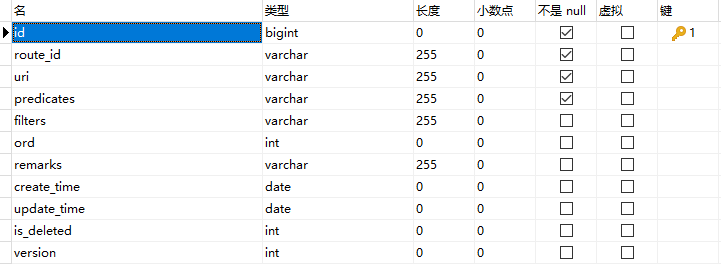 名 类型 长度 小数点 不是 null 虚拟 键
id bigint 0 0 1
route_id varchar 255 0
uri varchar 255 0
predicates varchar 255 0
filters varchar 255 0
ord int 0 0
remarks varchar 255 0
create_time date 0 0
update_time date 0 0
is_deleted int 0 0
version int 0 0